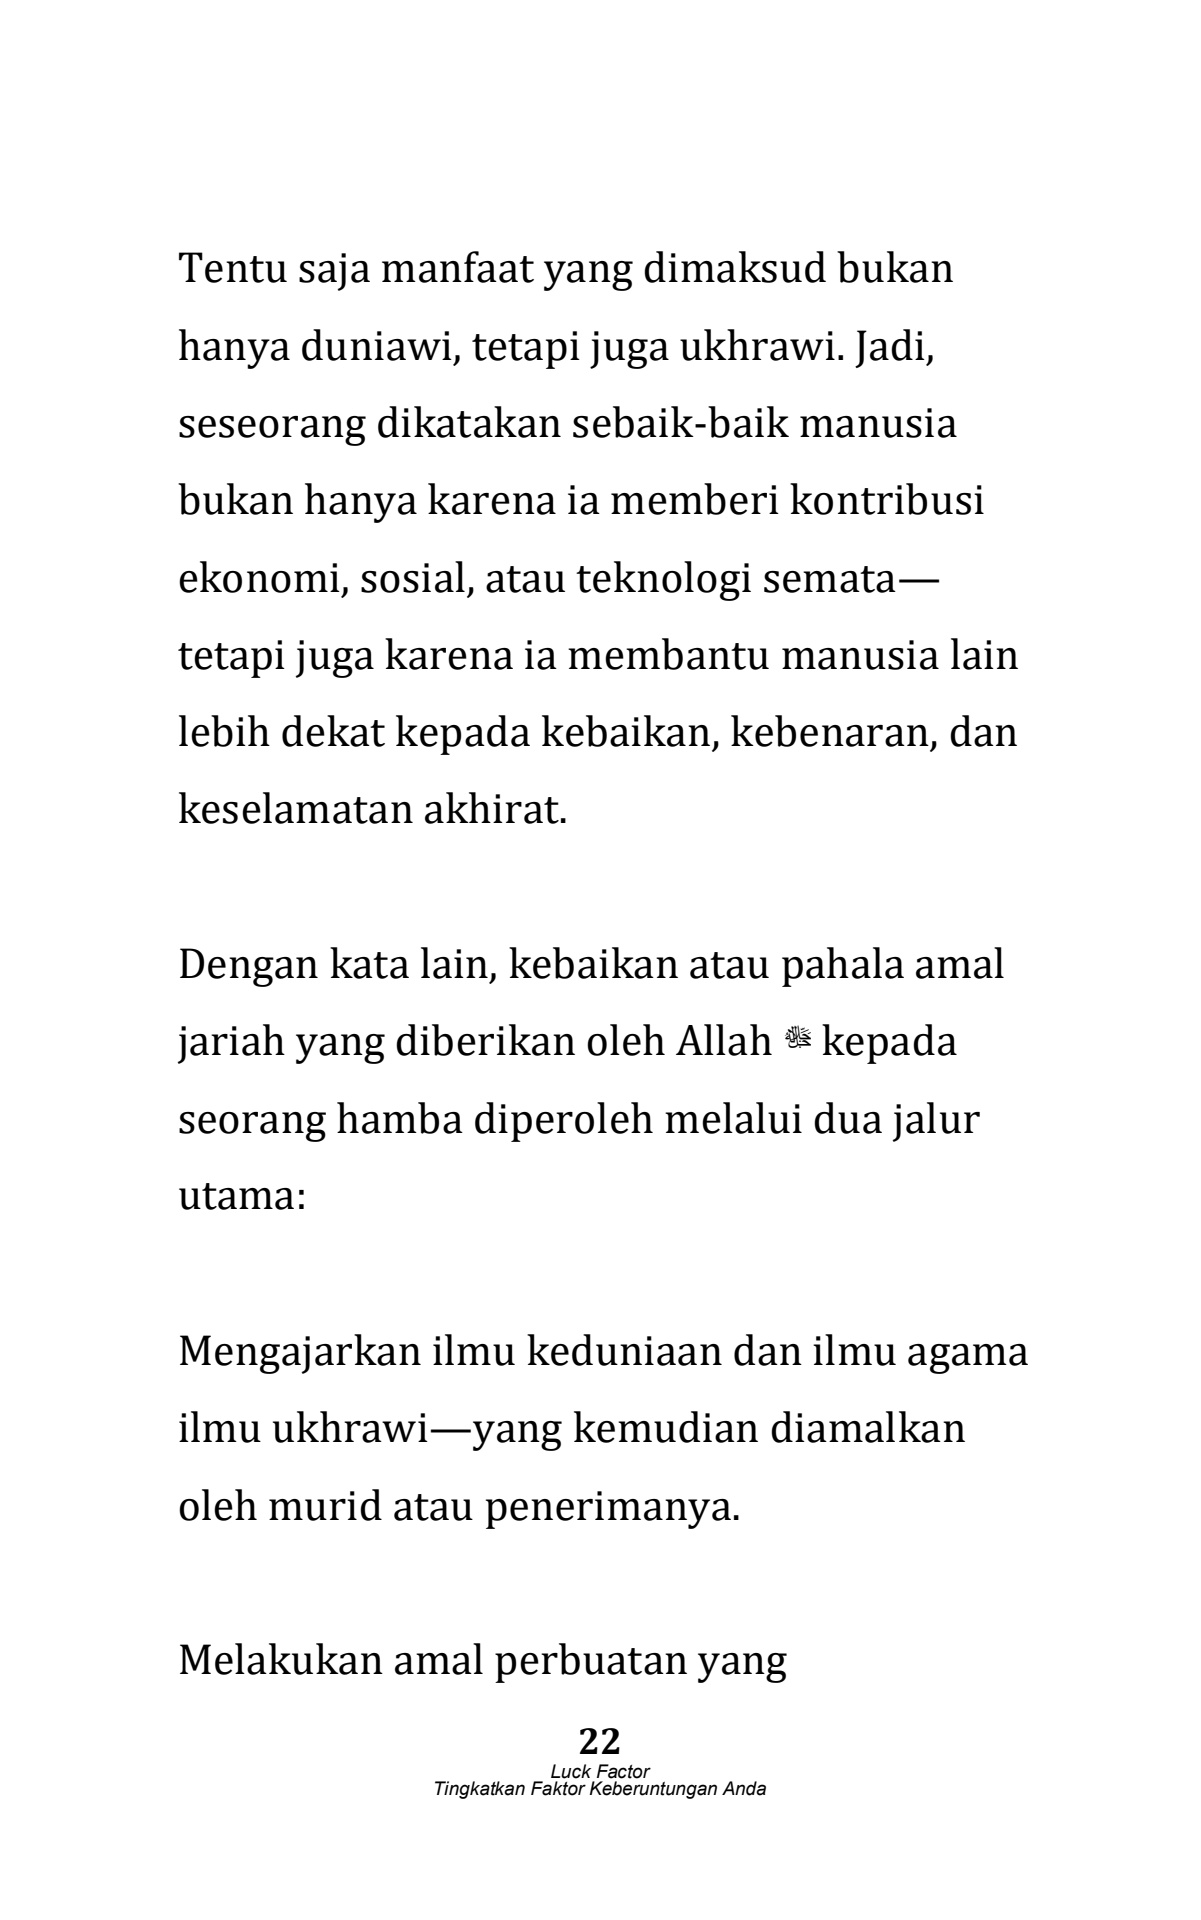 Tentu saja manfaat yang dimaksud bukan
hanya duniawi, tetapi juga ukhrawi. Jadi,
seseorang dikatakan sebaik-baik manusia
bukan hanya karena ia memberi kontribusi
ekonomi, sosial, atau teknologi semata—
tetapi juga karena ia membantu manusia lain
lebih dekat kepada kebaikan, kebenaran, dan
keselamatan akhirat.
Dengan kata lain, kebaikan atau pahala amal
jariah yang diberikan oleh Allah ﷻ kepada
seorang hamba diperoleh melalui dua jalur
utama:
Mengajarkan ilmu keduniaan dan ilmu agama
ilmu ukhrawi—yang kemudian diamalkan
oleh murid atau penerimanya.
Melakukan amal perbuatan yang
22
Luck Factor
Tingkatkan Faktor Keberuntungan Anda